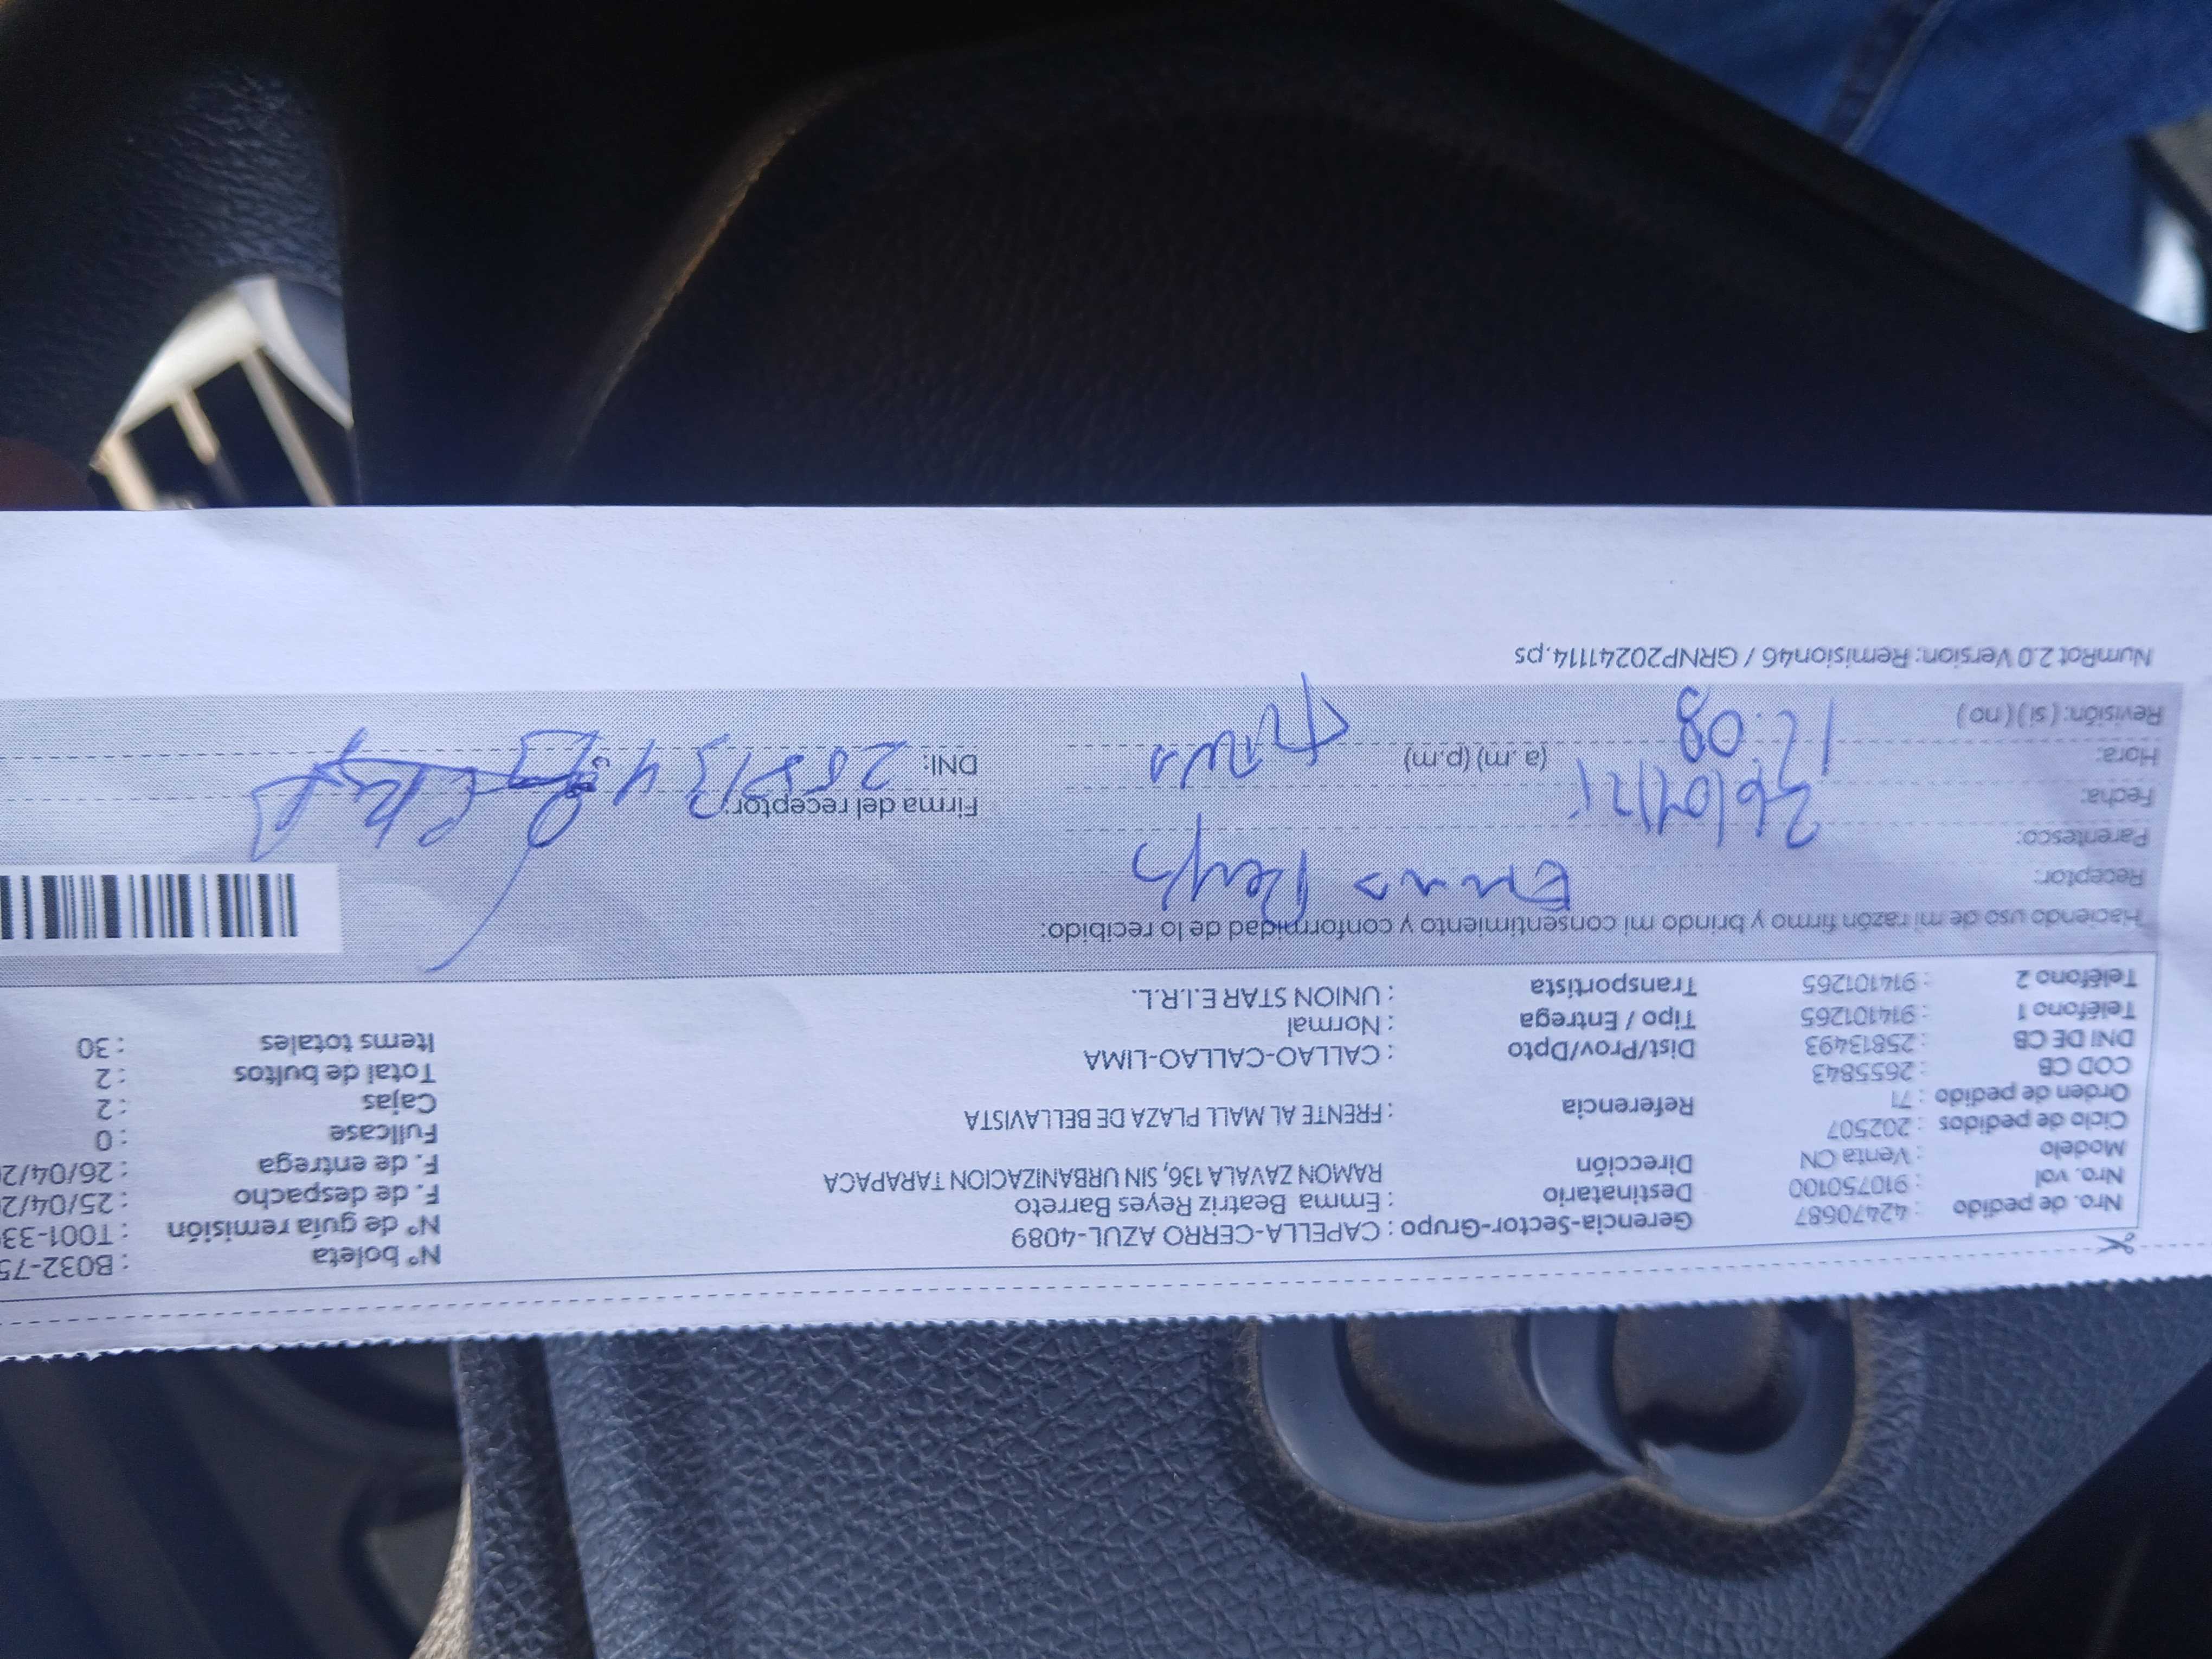 Nº boleta : B032-75
Nro. de pedido : 42470687 Gerencia-Sector-Grupo : CAPELLA-CERRO AZUL-4089 Nº de guía remisión : T001-33
Nro. vol : 910750100 Destinatario : Emma Beatriz Reyes Barreto F. de despacho : 25/04/2
Modelo : Venta CN Dirección RAMON ZAVALA 136, SIN URBANIZACION TARAPACA F. de entrega : 26/04/2
Ciclo de pedidos : 202507 Fullcase : 0
Orden de pedido : 71 Referencia : FRENTE AL MALL PLAZA DE BELLAVISTA Cajas : 2
COD CB : 2655843 Total de bultos : 2
DNI DE CB : 25813493 Dist/Prov/Dpto : CALLAO-CALLAO-LIMA Items totales : 30
Teléfono 1 : 914101265 Tipo / Entrega : Normal
Teléfono 2 : 914101265 Transportista : UNION STAR E.I.R.L.
Haciendo uso de mi razón firmo y brindo mi consentimiento y conformidad de lo recibido:
Receptor: Emma Reyes
Parentesco:
Fecha: 26/04/25 Firma del receptor:
Hora: 12:08 (a.m) (p.m) DNI:
Revisión: ( si ) ( no )
NumRot 2.0 Version: Remision46 / GRNP20241114.ps